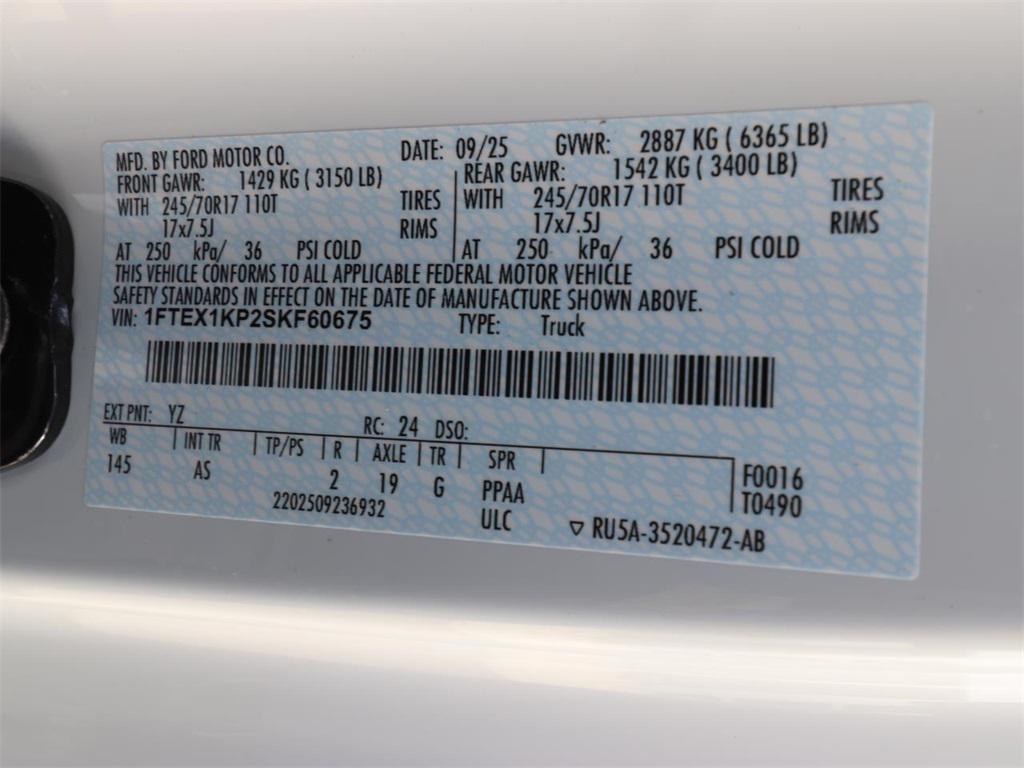 MFD. BY FORD MOTOR CO. DATE: 09/25 GVWR: 2887 KG ( 6365 LB)
FRONT GAWR: 1429 KG ( 3150 LB) REAR GAWR: 1542 KG ( 3400 LB)
WITH 245/70R17 110T TIRES WITH 245/70R17 110T TIRES
17x7.5J RIMS 17x7.5J RIMS
AT 250 kPa/ 36 PSI COLD AT 250 kPa/ 36 PSI COLD
THIS VEHICLE CONFORMS TO ALL APPLICABLE FEDERAL MOTOR VEHICLE
SAFETY STANDARDS IN EFFECT ON THE DATE OF MANUFACTURE SHOWN ABOVE.
VIN: 1FTEX1KP2SKF60675 TYPE: Truck
EXT PNT: YZ RC: 24 DSO:
WB INT TR TP/PS R AXLE TR SPR
145 AS 2 19 G PPAA F0016
2202509236932 ULC T0490
▽ RU5A-3520472-AB